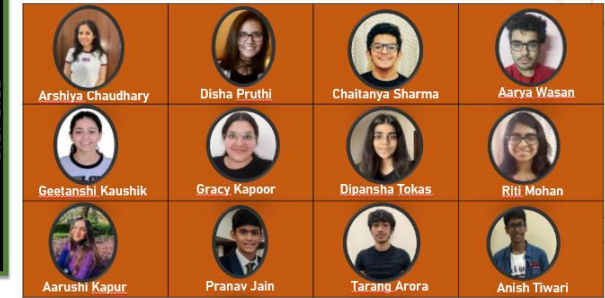 Arshiya Chaudhary
Disha Pruthi
Chaitanya Sharma
Aarya Wasan
Geetanshi Kaushik
Gracy Kapoor
Dipansha Tokas
Riti Mohan
Aarushi Kapur
Pranav Jain
Tarang Arora
Anish Tiwari